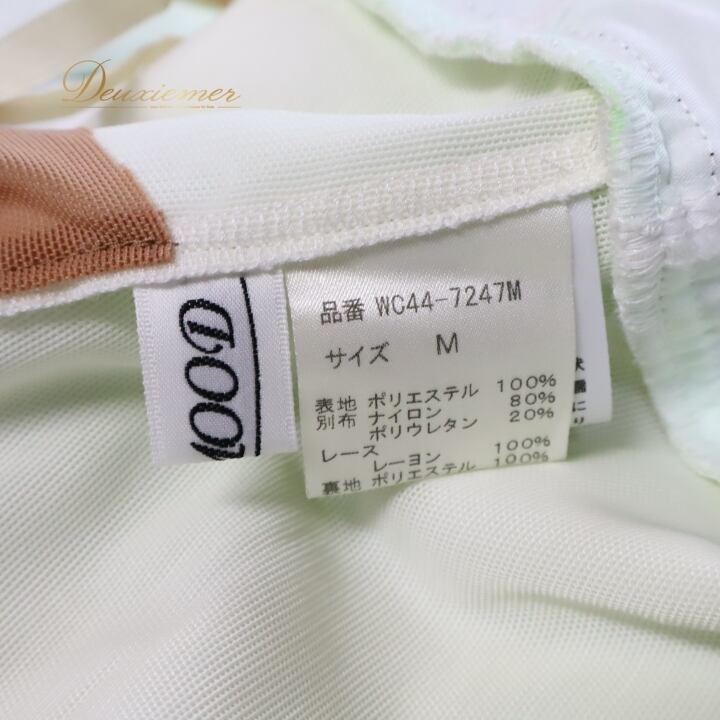 Deuxiemer
品番 WC44-7247M
サイズ M
表地 ポリエステル 100%
別布 ナイロン 80%
ポリウレタン 20%
レース
レーヨン 100%
裏地 ポリエステル 100%